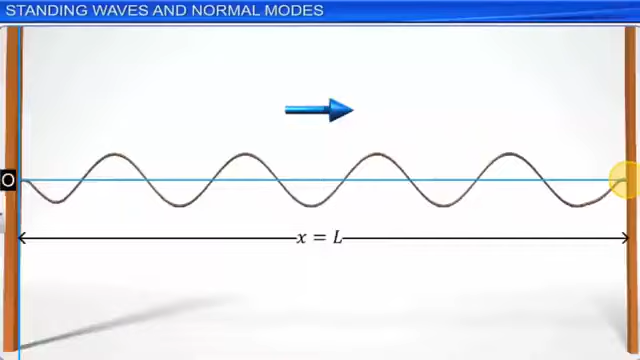 STANDING WAVES AND NORMAL MODES
O
x = L